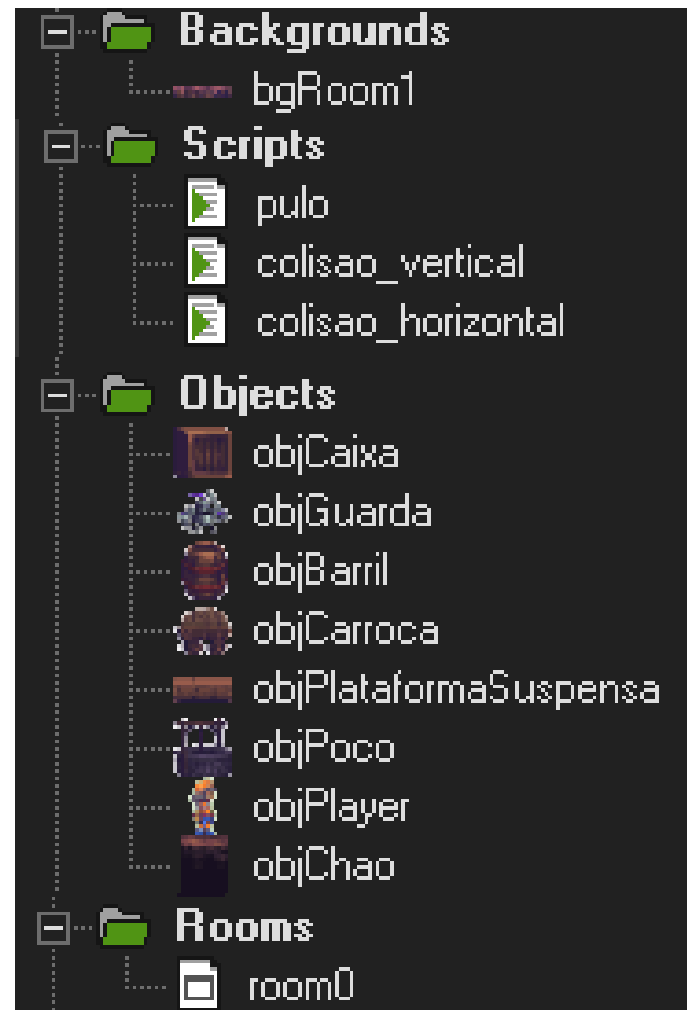 Backgrounds
bgRoom1
Scripts
pulo
colisao_vertical
colisao_horizontal
Objects
objCaixa
objGuarda
objBarril
objCarroca
objPlataformaSuspensa
objPoco
objPlayer
objChao
Rooms
room0